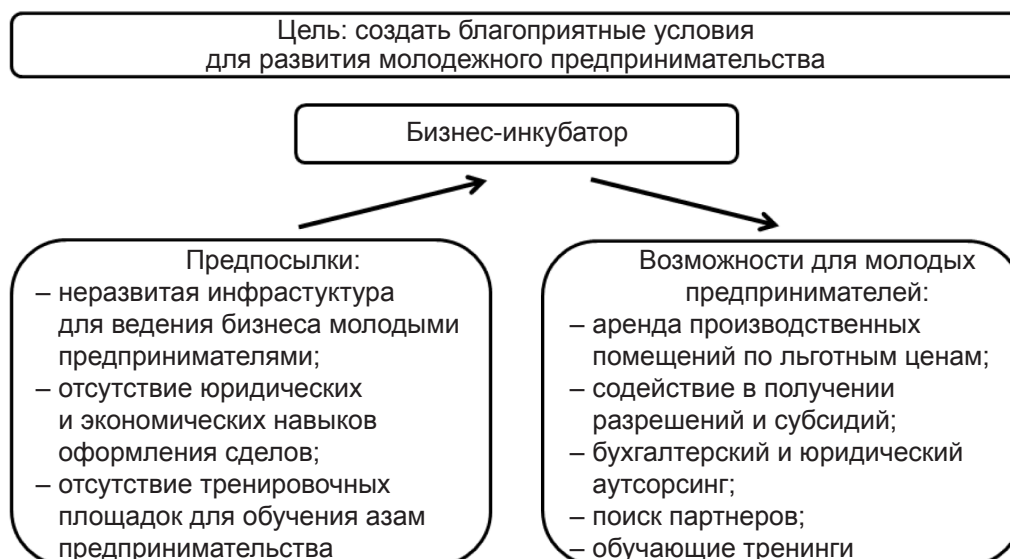 Цель: создать благоприятные условия
для развития молодежного предпринимательства
Бизнес-инкубатор
Предпосылки:
– неразвитая инфрастуктура
для ведения бизнеса молодыми
предпринимателями;
– отсутствие юридических
и экономических навыков
оформления сделов;
– отсутствие тренировочных
площадок для обучения азам
предпринимательства
Возможности для молодых
предпринимателей:
– аренда производственных
помещений по льготным ценам;
– содействие в получении
разрешений и субсидий;
– бухгалтерский и юридический
аутсорсинг;
– поиск партнеров;
– обучающие тренинги